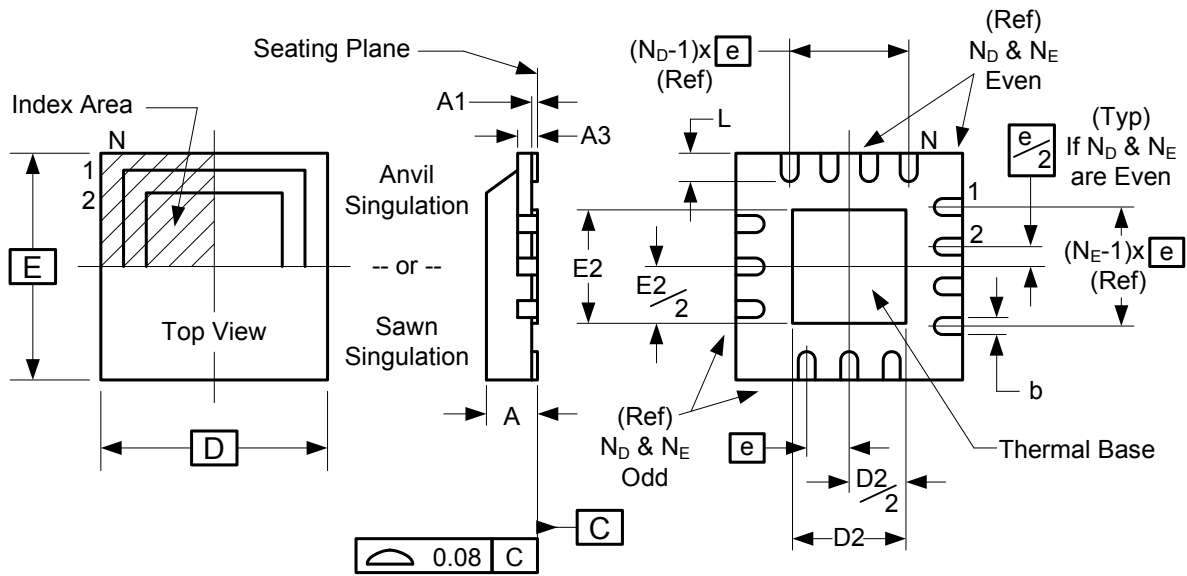 Seating Plane
Index Area
N
1
2
E
Top View
D
A1
A3
Anvil
Singulation
-- or --
Sawn
Singulation
A
0.08 C
C
(N_D-1)x e
(Ref)
L
(Ref)
N_D & N_E
Even
N
e/2
(Typ)
If N_D & N_E
are Even
1
2
(N_E-1)x e
(Ref)
E2
E2/2
b
(Ref)
N_D & N_E
Odd
e
Thermal Base
D2/2
D2